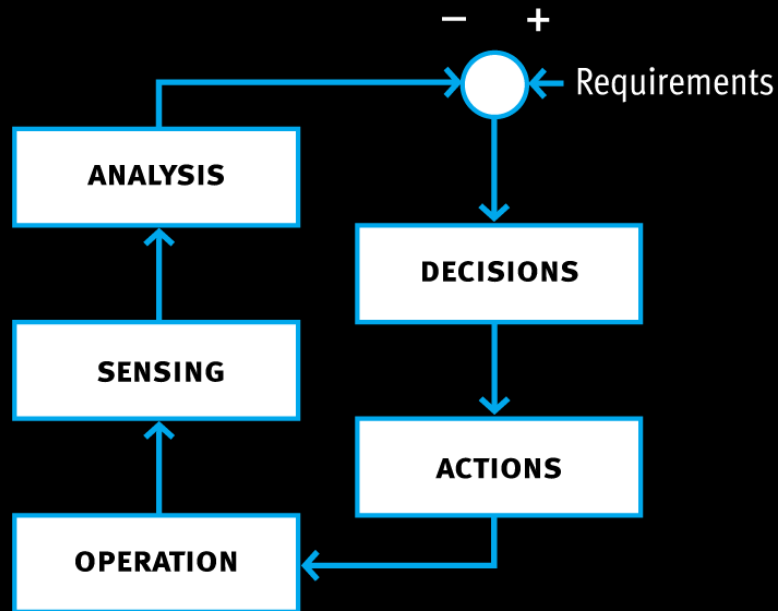 − +
Requirements
ANALYSIS
DECISIONS
SENSING
ACTIONS
OPERATION